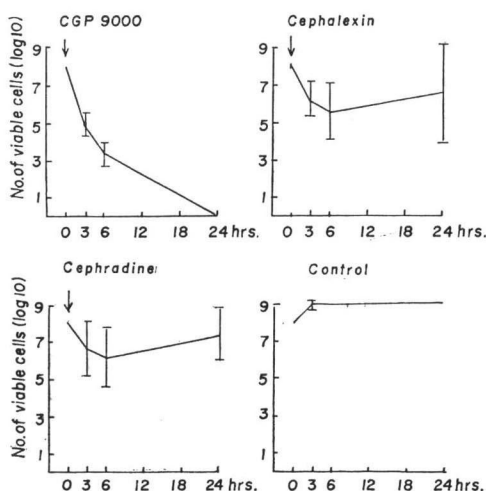 CGP 9000
No. of viable cells (log10)
9
7
5
3
1
0 3 6 12 18 24 hrs.
Cephalexin
9
7
5
3
1
0 3 6 12 18 24 hrs.
Cephradine
No. of viable cells (log10)
9
7
5
3
1
0 3 6 12 18 24 hrs.
Control
9
7
5
3
1
0 3 6 12 18 24 hrs.